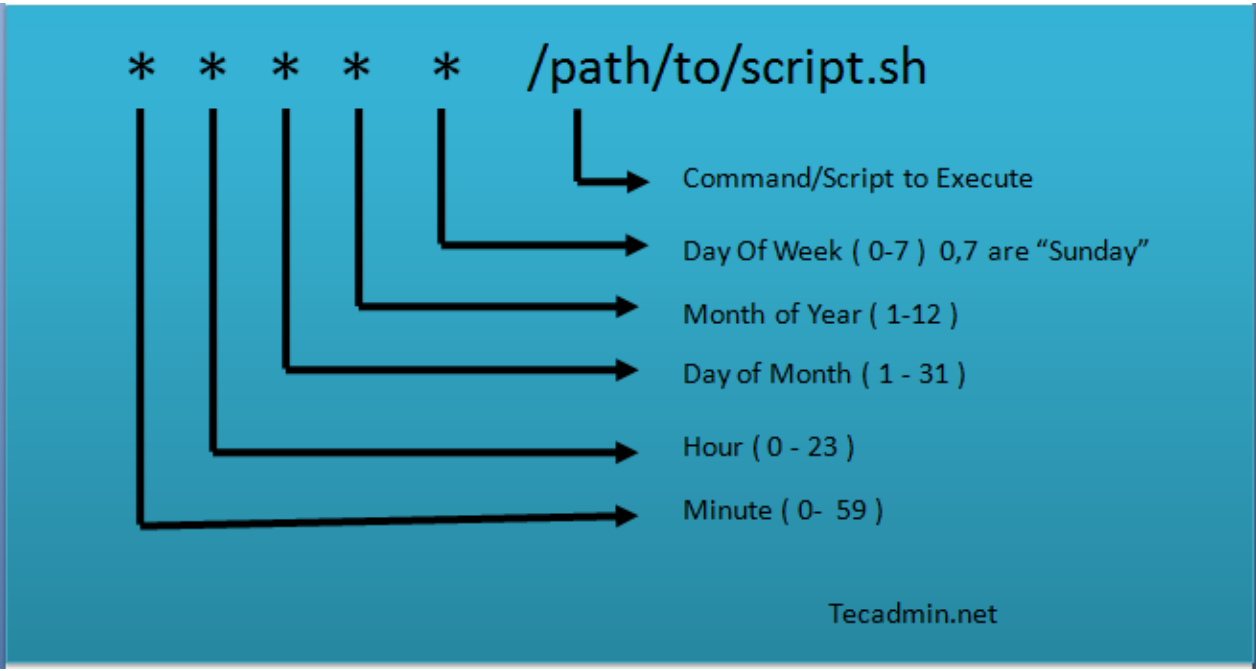 * * * * * /path/to/script.sh
Command/Script to Execute
Day Of Week ( 0-7 ) 0,7 are “Sunday”
Month of Year ( 1-12 )
Day of Month ( 1 - 31 )
Hour ( 0 - 23 )
Minute ( 0- 59 )
Tecadmin.net